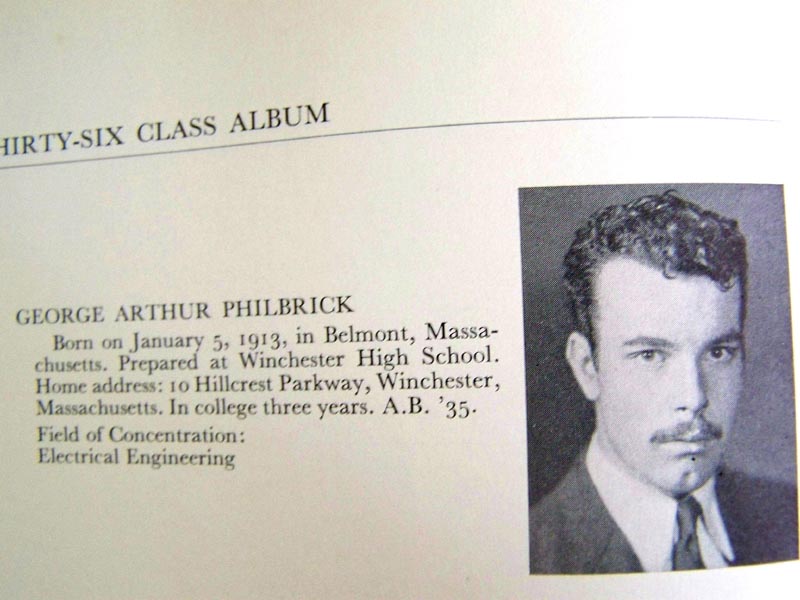 HIRTY-SIX CLASS ALBUM
GEORGE ARTHUR PHILBRICK
Born on January 5, 1913, in Belmont, Massa-
chusetts. Prepared at Winchester High School.
Home address: 10 Hillcrest Parkway, Winchester,
Massachusetts. In college three years. A.B. '35.
Field of Concentration:
Electrical Engineering